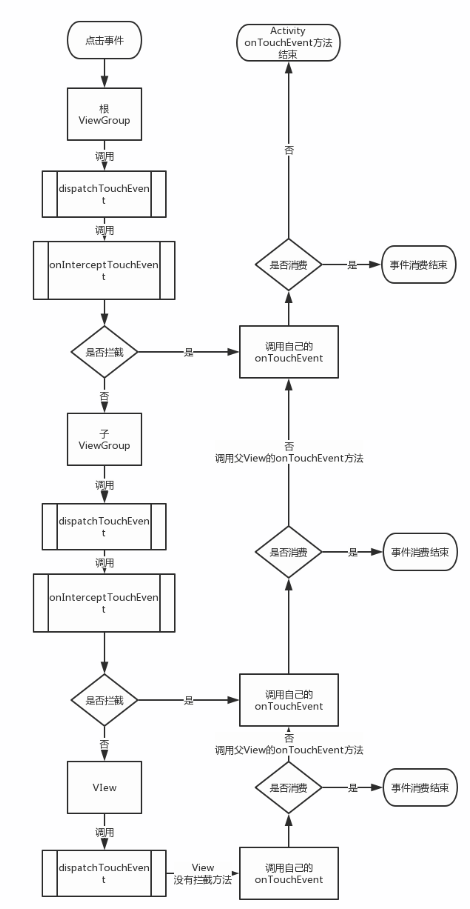 点击事件
根
ViewGroup
调用
dispatchTouchEven
t
调用
onInterceptTouchEven
t
是否拦截
是
否
子
ViewGroup
调用
dispatchTouchEven
t
调用
onInterceptTouchEven
t
是否拦截
是
否
VIew
调用
dispatchTouchEven
t
View
没有拦截方法
调用自己的
onTouchEvent
是否消费
是
事件消费结束
否
调用父View的onTouchEvent方法
调用自己的
onTouchEvent
是否消费
是
事件消费结束
否
调用父View的onTouchEvent方法
调用自己的
onTouchEvent
是否消费
是
事件消费结束
否
Activity
onTouchEvent方法
结束